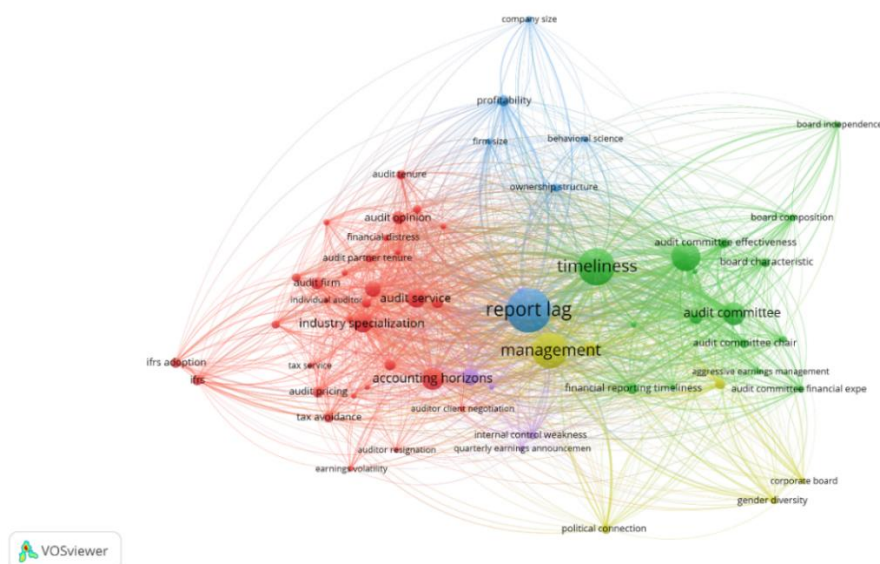 company size
profitability
board independence
firm size
behavioral science
audit tenure
ownership structure
audit opinion
board composition
financial distress
audit committee effectiveness
audit partner tenure
timeliness
board characteristic
audit firm
individual auditor
audit service
report lag
audit committee
industry specialization
audit committee chair
management
ifrs adoption
tax service
aggressive earnings management
ifrs
accounting horizons
audit pricing
financial reporting timeliness
audit committee financial expe
auditor client negotiation
tax avoidance
internal control weakness
auditor resignation
quarterly earnings announcemen
earnings volatility
corporate board
gender diversity
political connection
VOSviewer